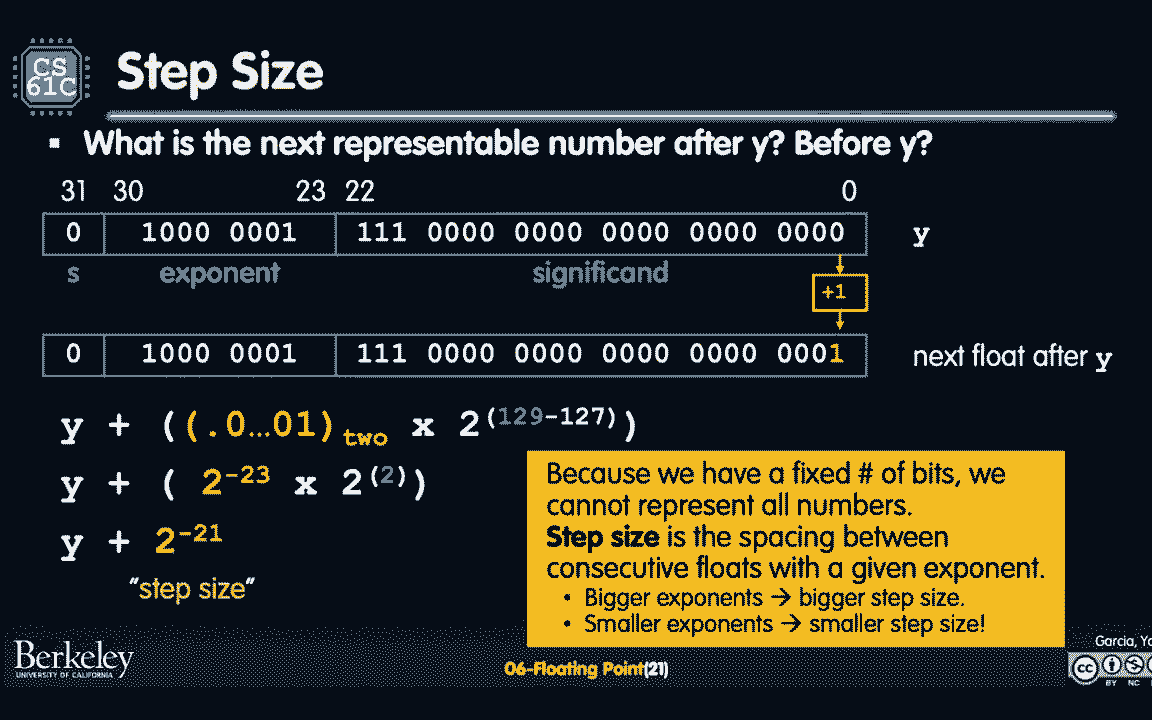 CS
61C
Step Size
▪ What is the next representable number after y? Before y?
31 30 23 22 0
0 1000 0001 111 0000 0000 0000 0000 0000 y
s exponent significand
+1
0 1000 0001 111 0000 0000 0000 0000 0001 next float after y
y + ((.0…01)two x 2^(129-127))
y + ( 2^-23 x 2^(2))
y + 2^-21
"step size"
Because we have a fixed # of bits, we
cannot represent all numbers.
Step size is the spacing between
consecutive floats with a given exponent.
• Bigger exponents → bigger step size.
• Smaller exponents → smaller step size!
Berkeley
UNIVERSITY OF CALIFORNIA
06-Floating Point(21)
Garcia,
cc
BY NC